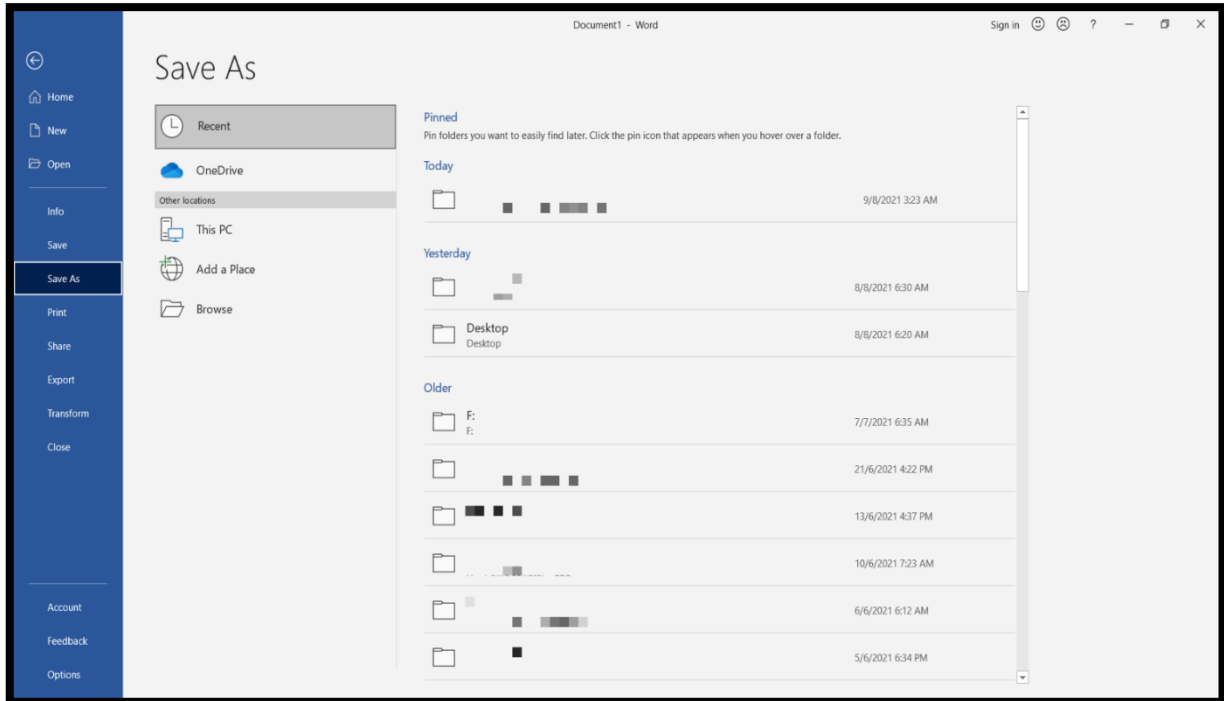 Document1 - Word
Sign in
?
Save As
Home
New
Open
Info
Save
Save As
Print
Share
Export
Transform
Close
Account
Feedback
Options
Recent
OneDrive
Other locations
This PC
Add a Place
Browse
Pinned
Pin folders you want to easily find later. Click the pin icon that appears when you hover over a folder.
Today
9/8/2021 3:23 AM
Yesterday
8/8/2021 6:30 AM
Desktop
Desktop
8/8/2021 6:20 AM
Older
F:
F:
7/7/2021 6:35 AM
21/6/2021 4:22 PM
13/6/2021 4:37 PM
10/6/2021 7:23 AM
6/6/2021 6:12 AM
5/6/2021 6:34 PM